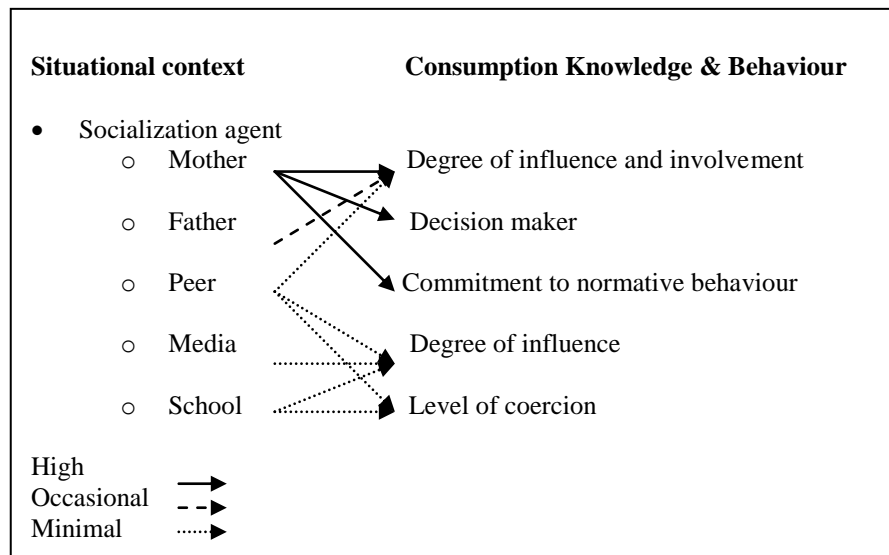 Situational context Consumption Knowledge & Behaviour
• Socialization agent
o Mother Degree of influence and involvement
o Father Decision maker
o Peer Commitment to normative behaviour
o Media Degree of influence
o School Level of coercion
High
Occasional
Minimal